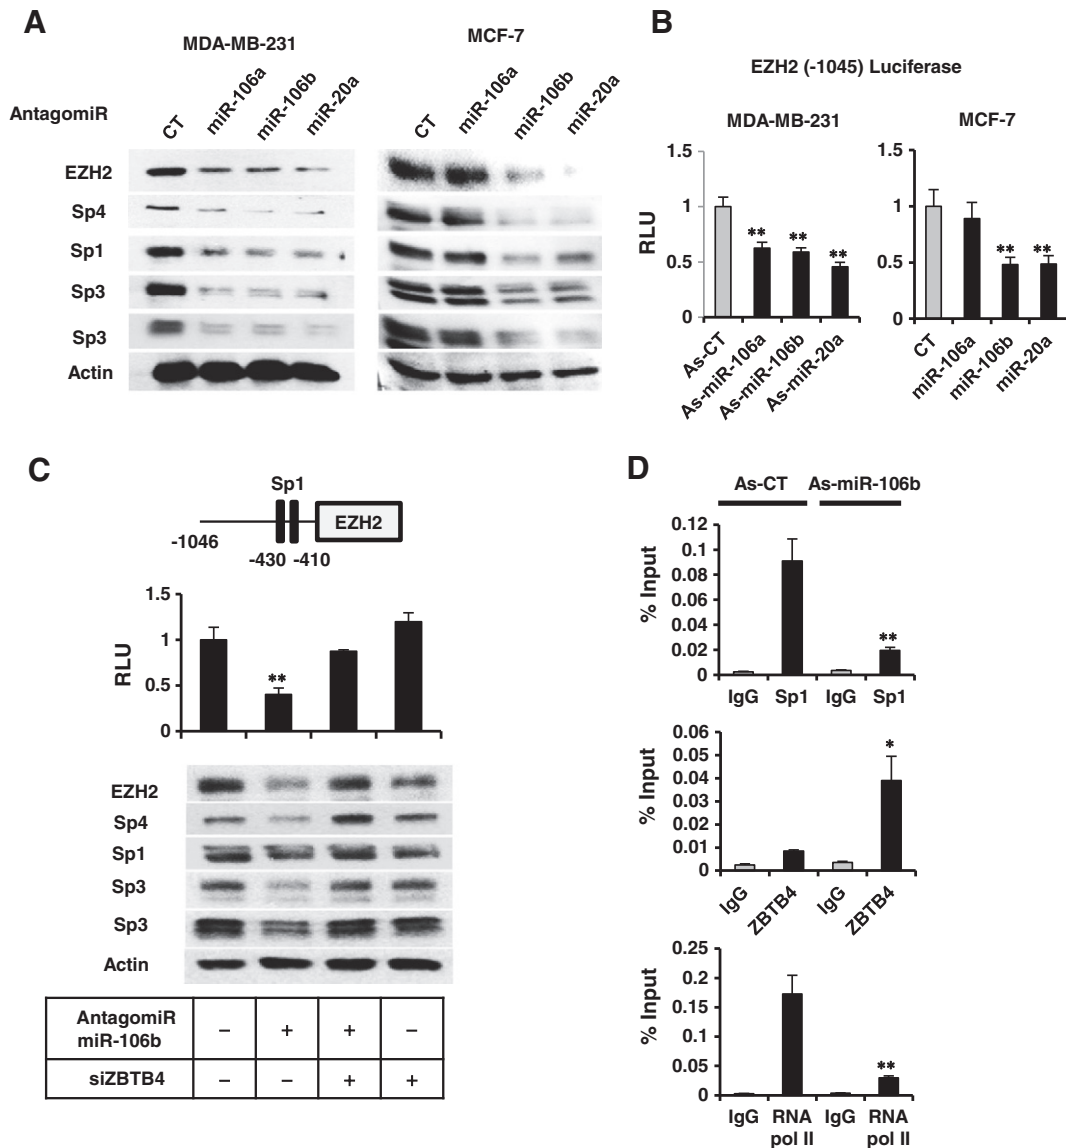 A
MDA-MB-231
MCF-7
AntagomiR
CT
miR-106a
miR-106b
miR-20a
CT
miR-106a
miR-106b
miR-20a
EZH2
Sp4
Sp1
Sp3
Sp3
Actin
B
EZH2 (-1045) Luciferase
MDA-MB-231
MCF-7
RLU
1.5
1
0.5
0
**
**
**
As-CT
As-miR-106a
As-miR-106b
As-miR-20a
1.5
1
0.5
0
**
**
CT
miR-106a
miR-106b
miR-20a
C
Sp1
EZH2
-1046
-430
-410
RLU
1.5
1
0.5
0
**
EZH2
Sp4
Sp1
Sp3
Sp3
Actin
AntagomiR
miR-106b
– + + –
siZBTB4 – – + +
D
As-CT
As-miR-106b
% Input
0.12
0.1
0.08
0.06
0.04
0.02
0
**
IgG Sp1 IgG Sp1
% Input
0.06
0.05
0.04
0.03
0.02
0.01
0
*
IgG
ZBTB4
IgG
ZBTB4
% Input
0.25
0.2
0.15
0.1
0.05
0
**
IgG RNA IgG RNA
pol II pol II